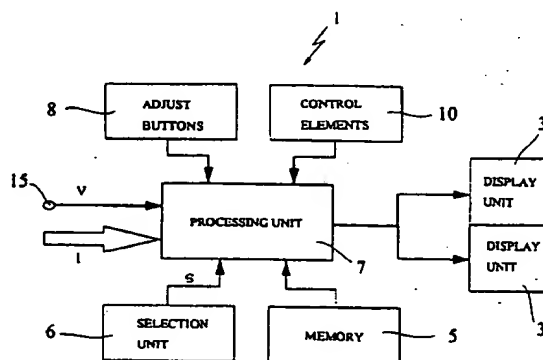 1
8
ADJUST
BUTTONS
CONTROL
ELEMENTS
10
3
DISPLAY
UNIT
15
V
PROCESSING UNIT
7
I
DISPLAY
UNIT
3
S
6
SELECTION
UNIT
MEMORY
5